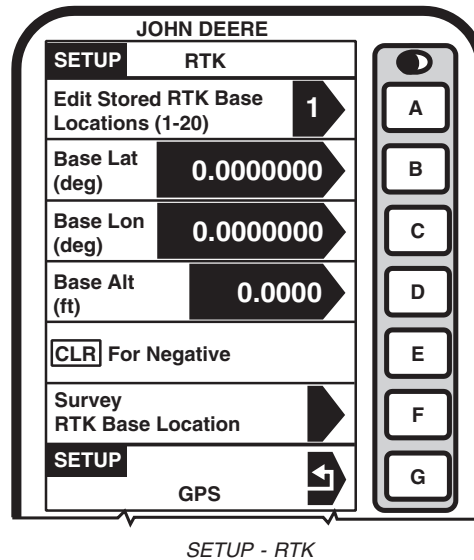 JOHN DEERE
SETUP RTK
Edit Stored RTK Base
Locations (1-20) 1
A
Base Lat
(deg) 0.0000000
B
Base Lon
(deg) 0.0000000
C
Base Alt
(ft) 0.0000
D
CLR For Negative
E
Survey
RTK Base Location
F
SETUP
GPS
G
SETUP - RTK